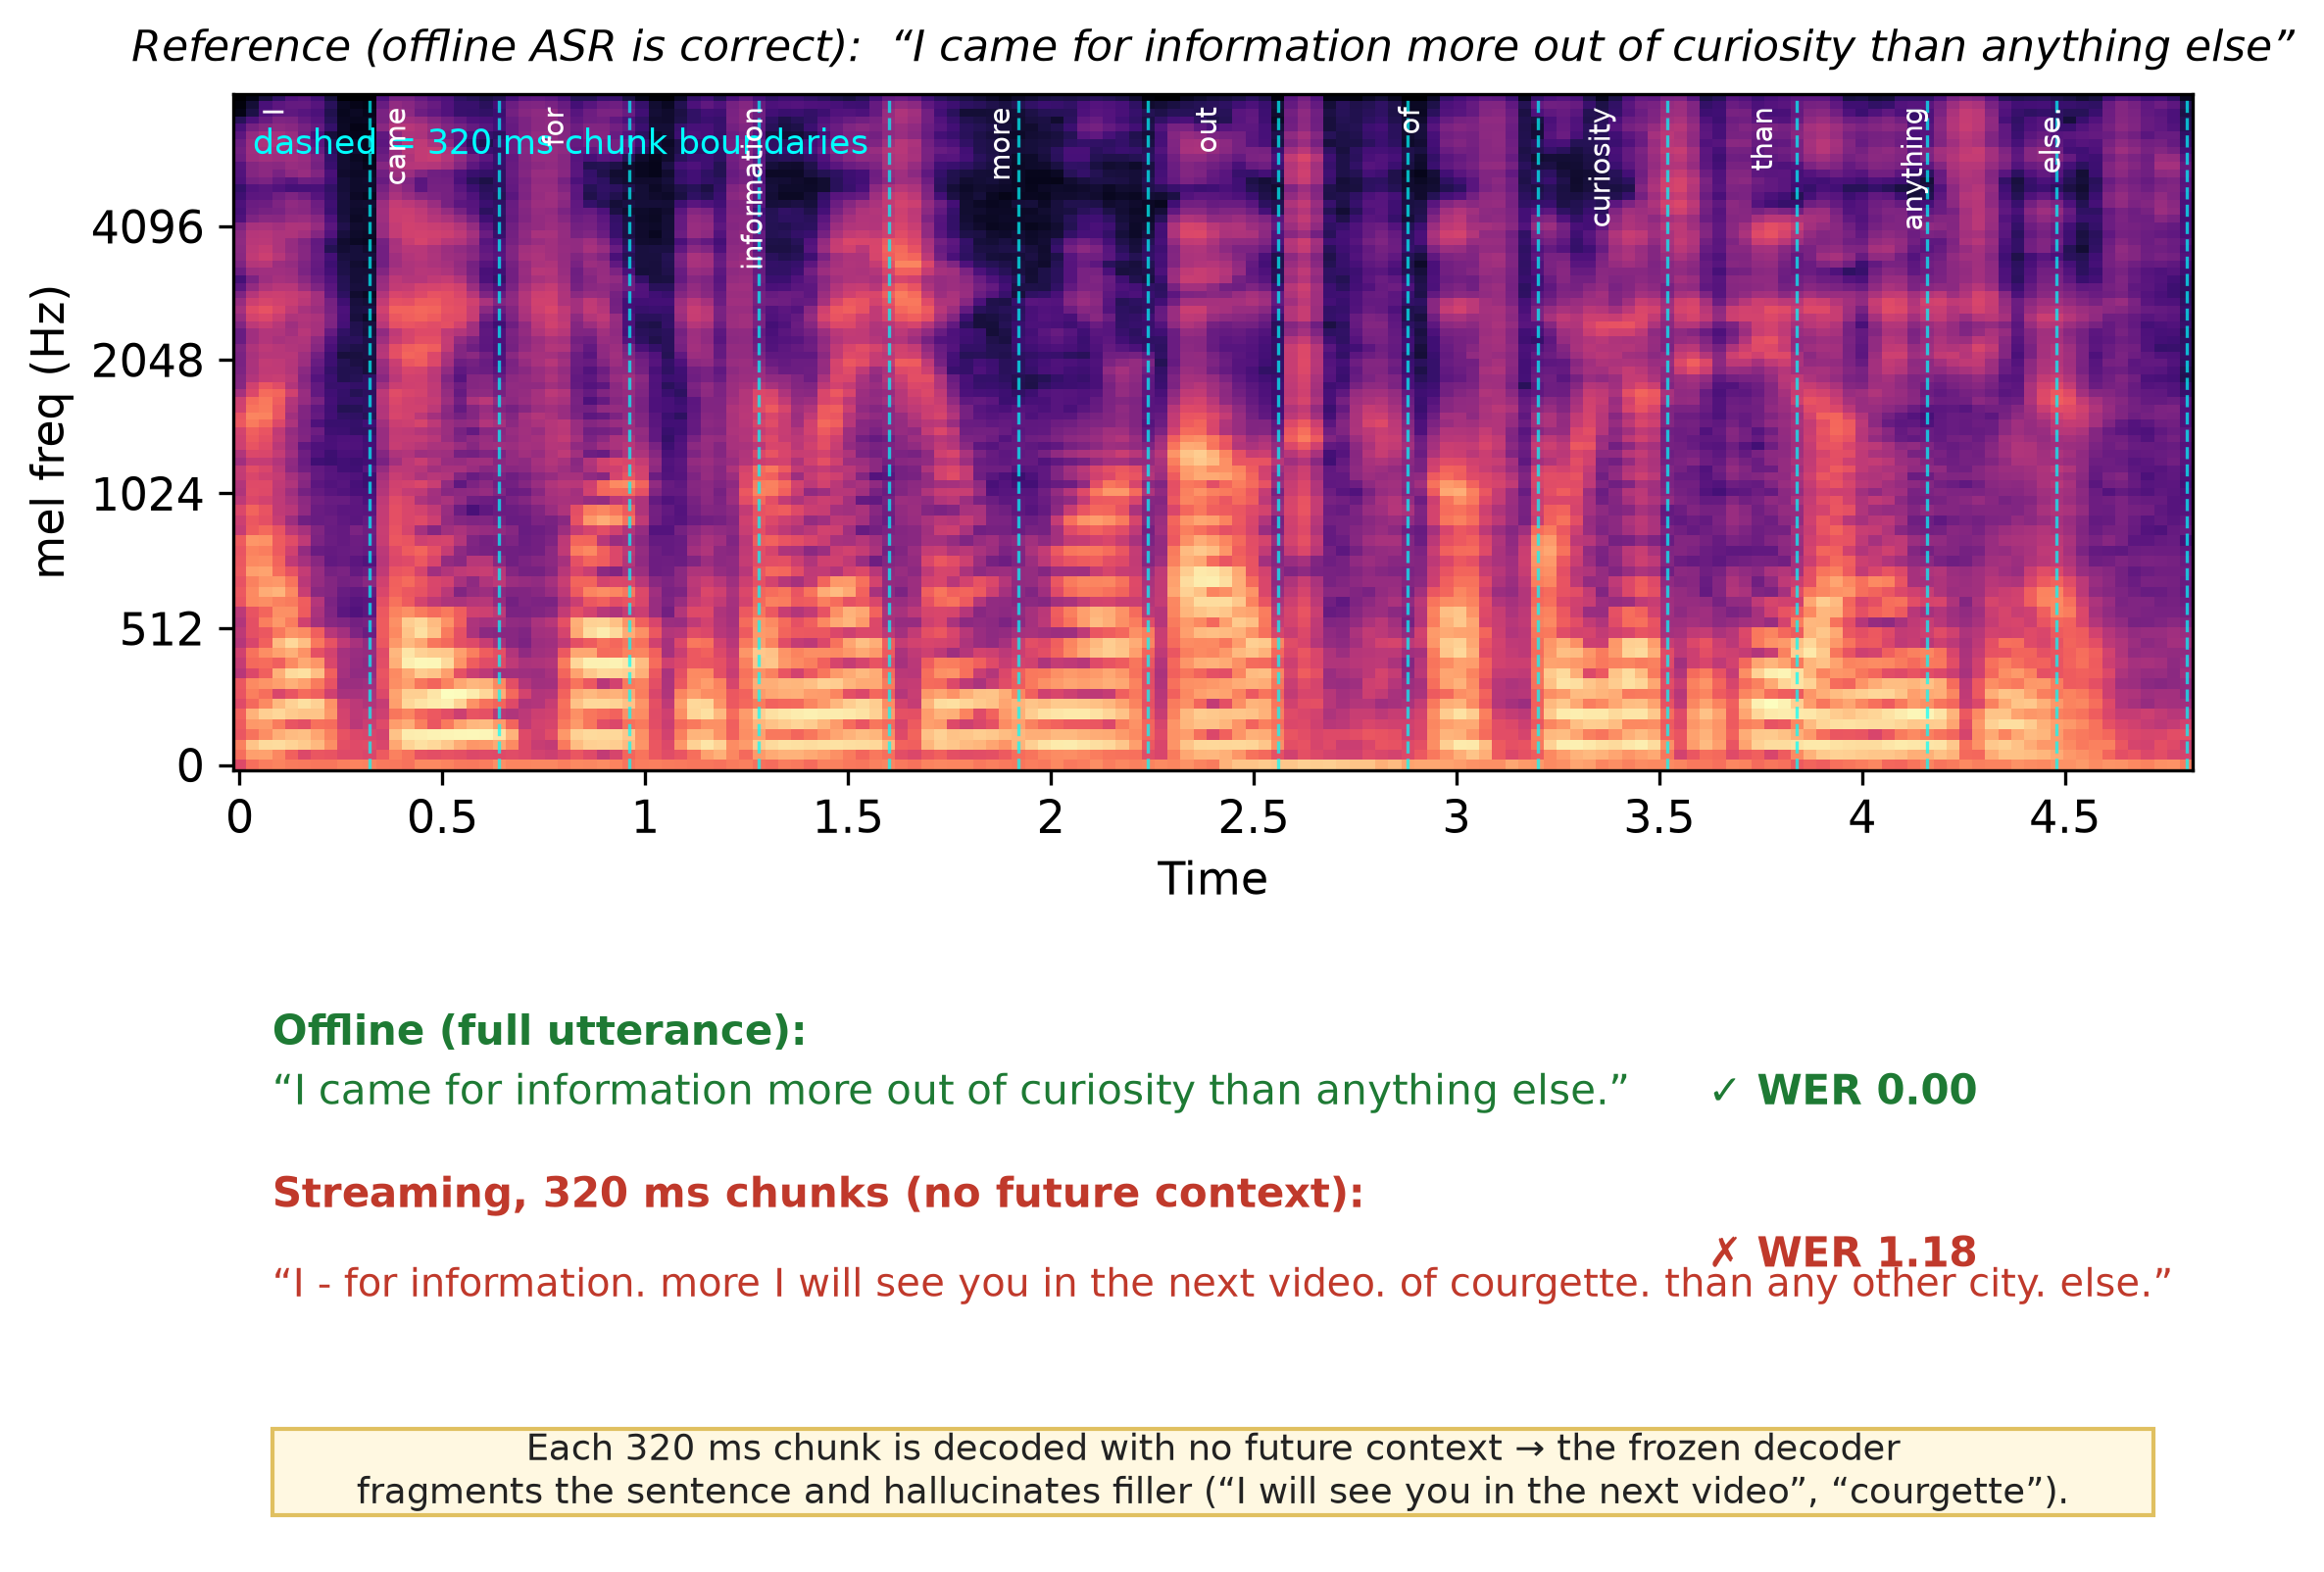 Reference (offline ASR is correct):  “I came for information more out of curiosity than anything else”
I
came
for
information
more
out
of
curiosity
than
anything
else.
dashed = 320 ms chunk boundaries
mel freq (Hz)
4096
2048
1024
512
0
0 0.5 1 1.5 2 2.5 3 3.5 4 4.5
Time
Offline (full utterance):
“I came for information more out of curiosity than anything else.” ✓ WER 0.00
Streaming, 320 ms chunks (no future context):
✗ WER 1.18
“I - for information. more I will see you in the next video. of courgette. than any other city. else.”
Each 320 ms chunk is decoded with no future context → the frozen decoder
fragments the sentence and hallucinates filler (“I will see you in the next video”, “courgette”).